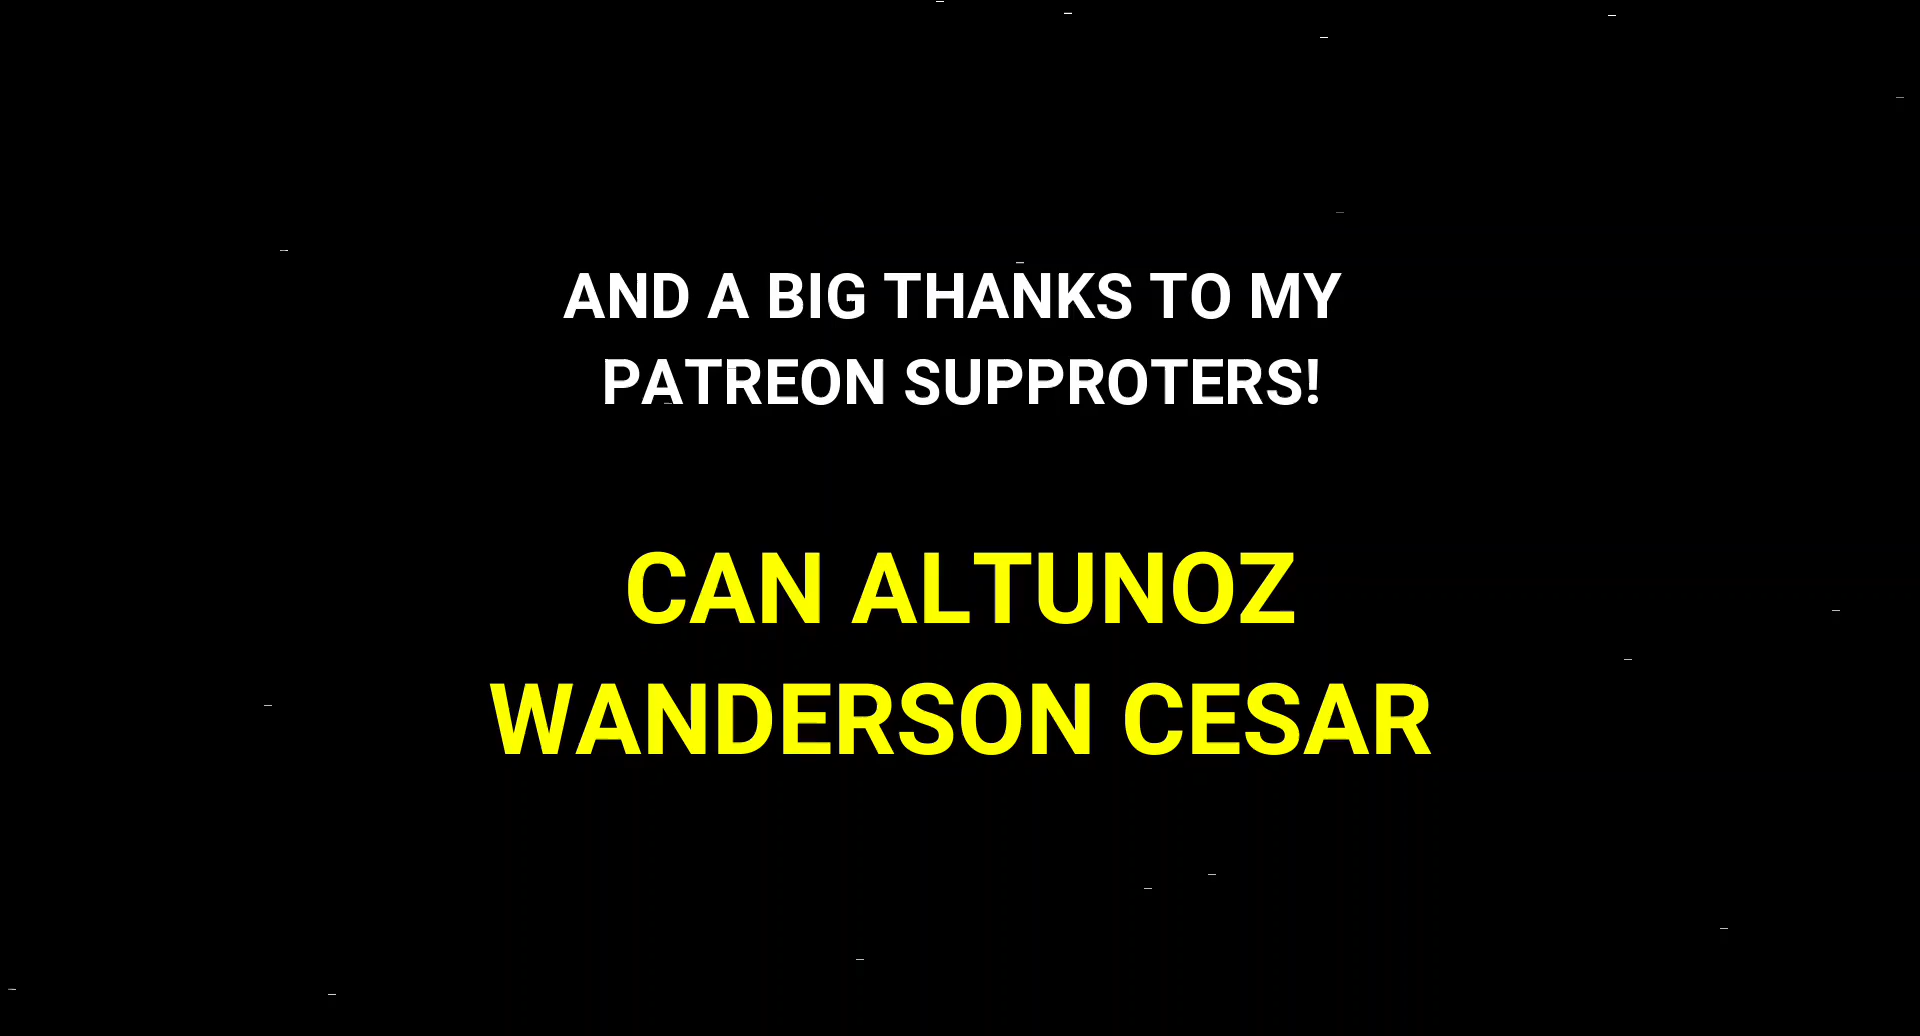 AND A BIG THANKS TO MY
PATREON SUPPROTERS!
CAN ALTUNOZ
WANDERSON CESAR